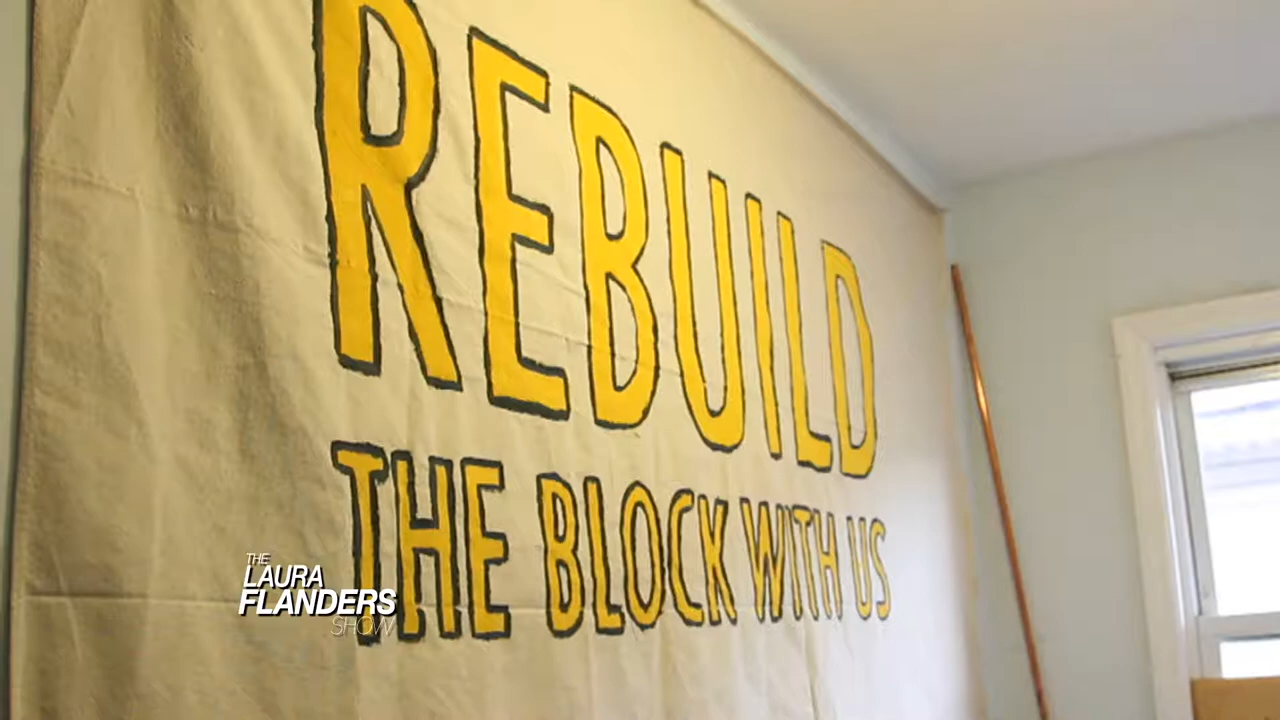 REBUILD
THE BLOCK WITH US
THE
LAURA
FLANDERS
SHOW